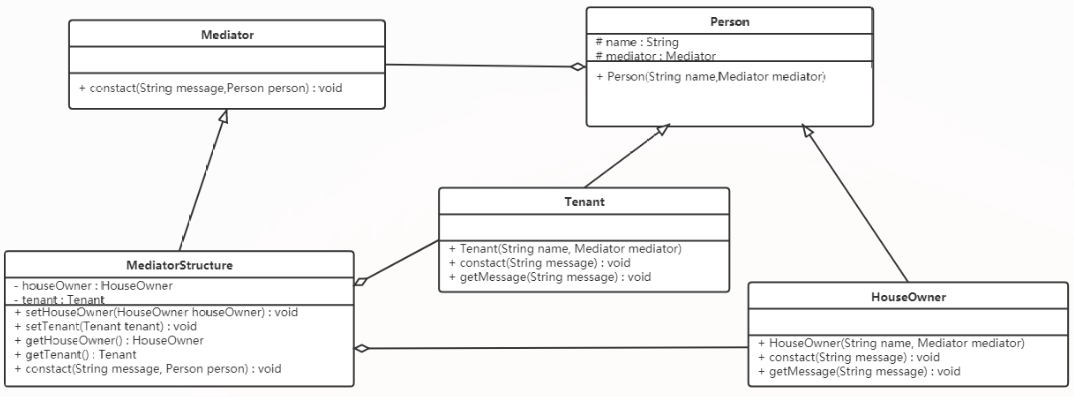 Mediator
+ constact(String message,Person person) : void
Person
# name : String
# mediator : Mediator
+ Person(String name,Mediator mediator)
Tenant
+ Tenant(String name, Mediator mediator)
+ constact(String message) : void
+ getMessage(String message) : void
MediatorStructure
- houseOwner : HouseOwner
- tenant : Tenant
+ setHouseOwner(HouseOwner houseOwner) : void
+ setTenant(Tenant tenant) : void
+ getHouseOwner() : HouseOwner
+ getTenant() : Tenant
+ constact(String message, Person person) : void
HouseOwner
+ HouseOwner(String name, Mediator mediator)
+ constact(String message) : void
+ getMessage(String message) : void